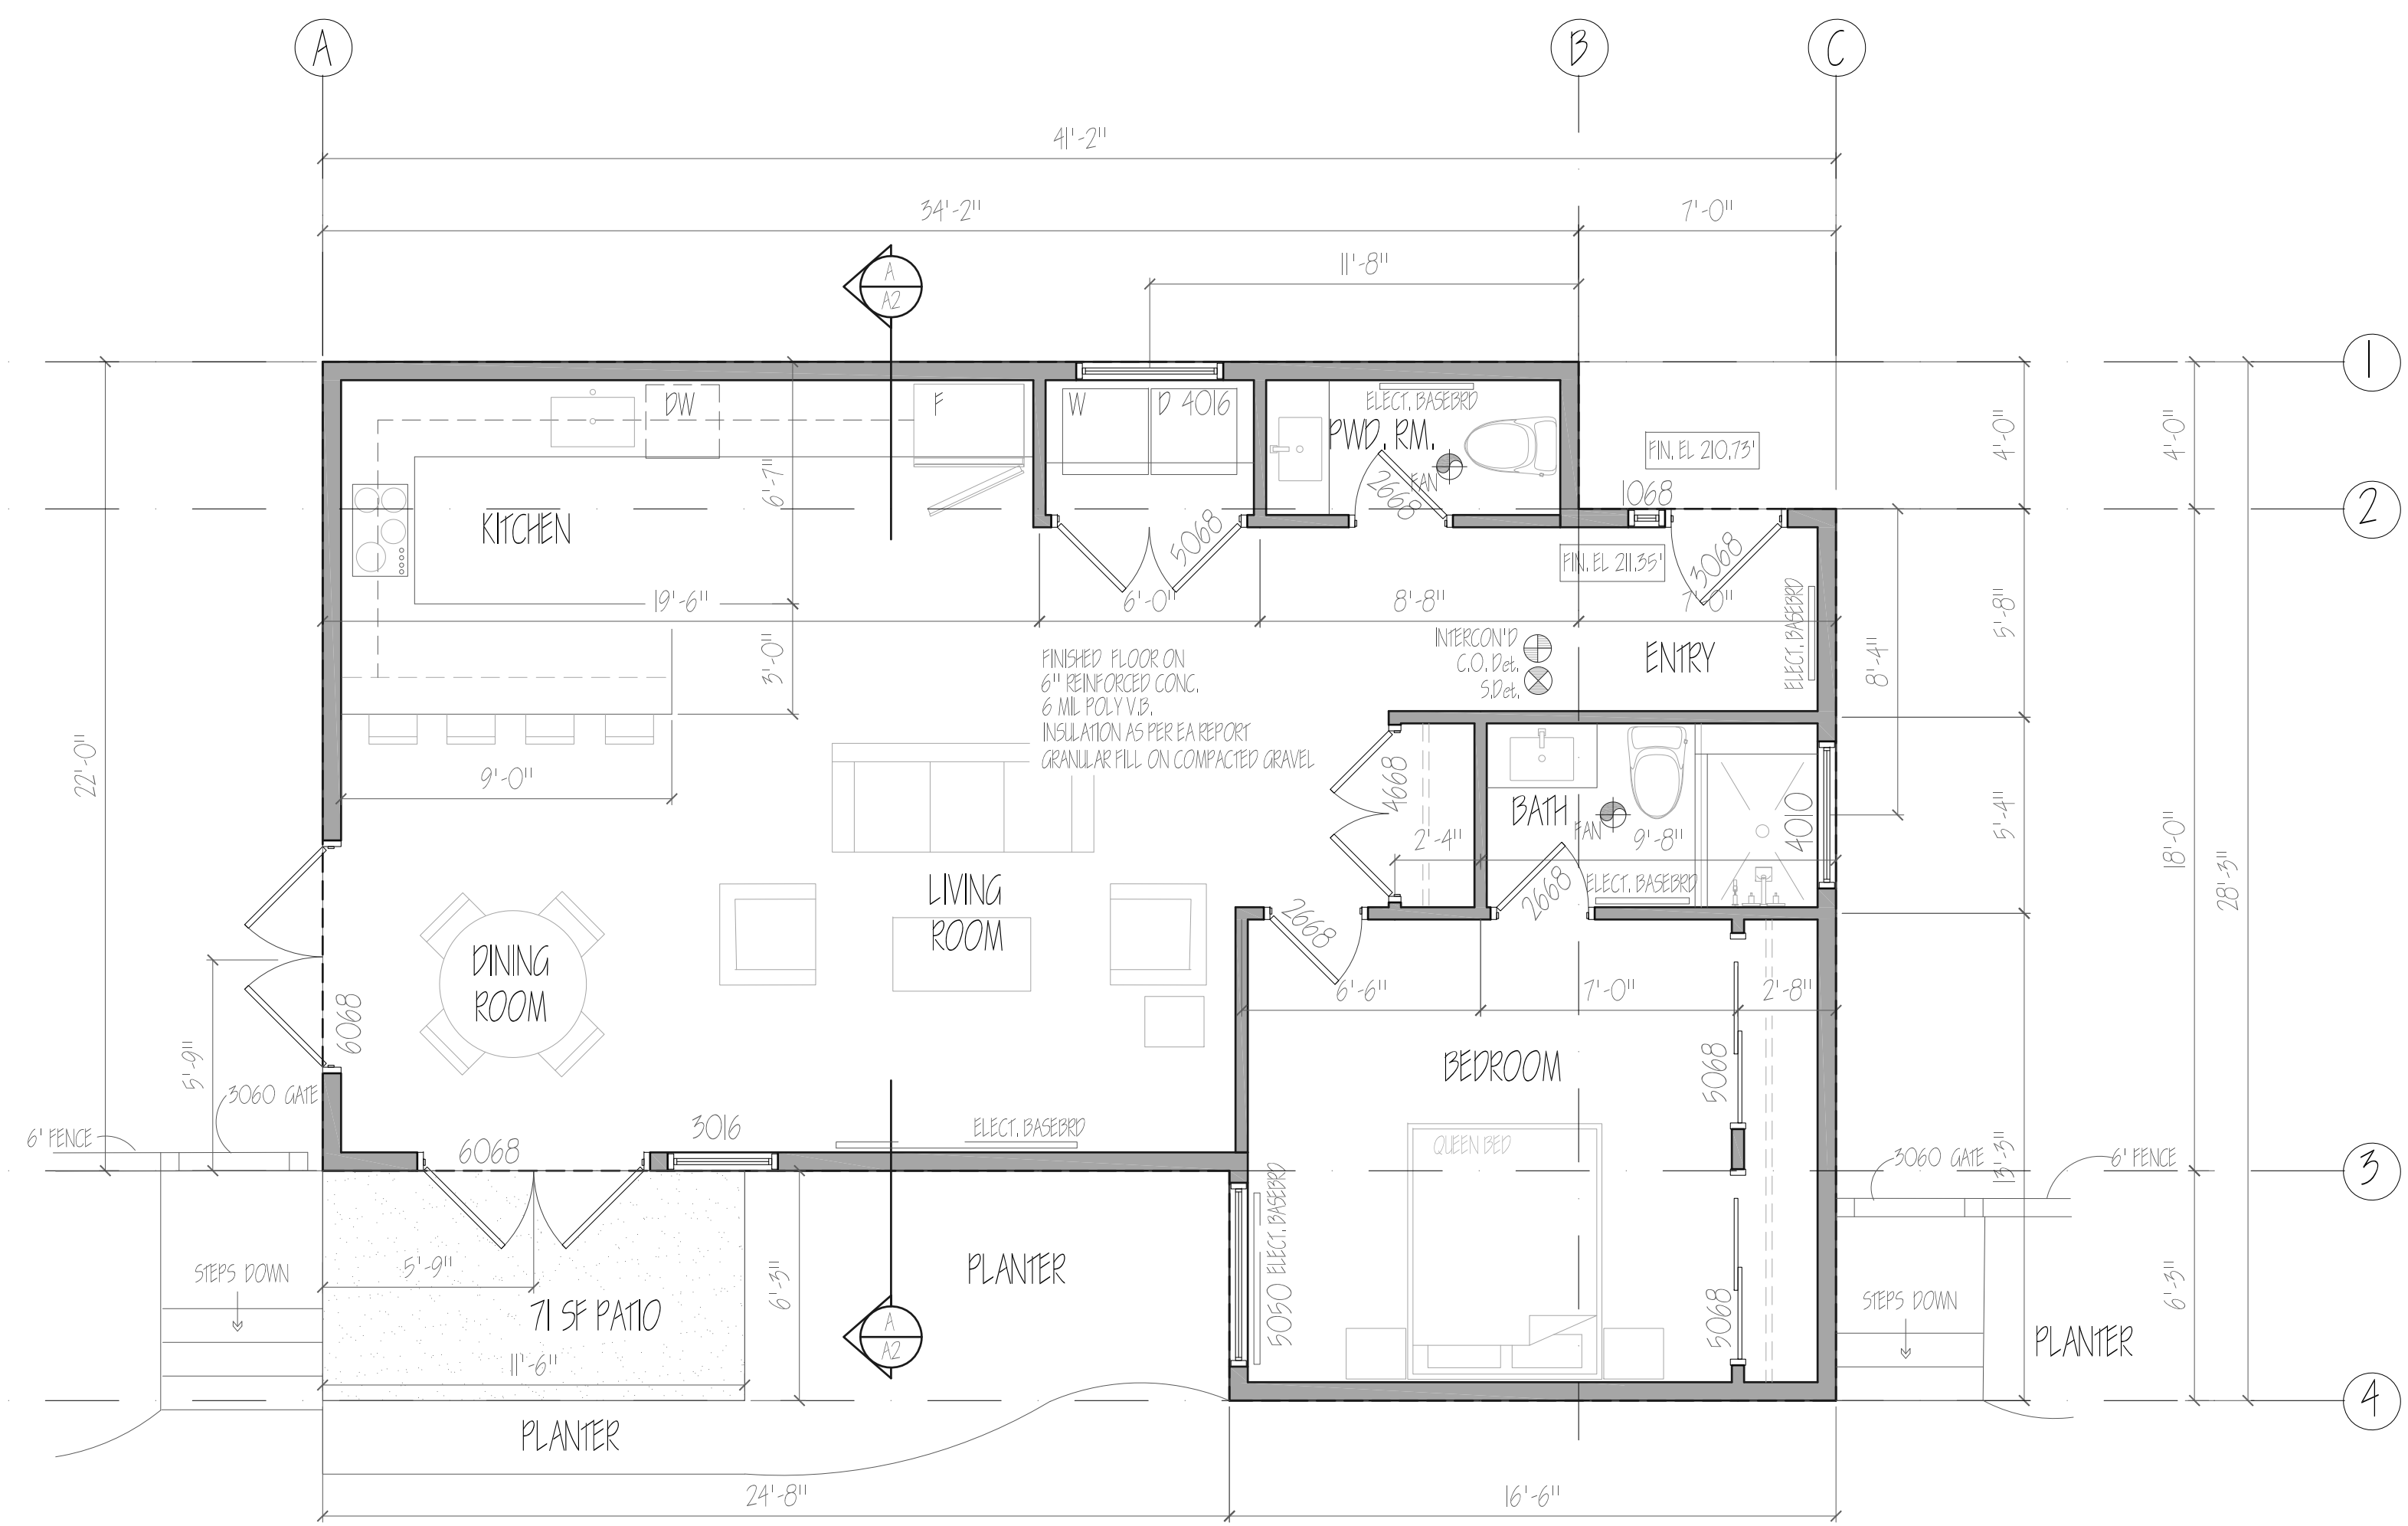 A
B
C
41'-2"
34'-2"
7'-0"
11'-8"
A
A2
1
DW
F
W
D 4016
ELECT. BASEBRD
PWD. RM.
FAN
2668
FIN. EL 210.73'
4'-0"
4'-0"
6'-7"
KITCHEN
5068
1068
2
FIN. EL 211.35'
3068
19'-6"
6'-0"
8'-8"
7'-0"
ELECT. BASEBRD
5'-8"
3'-0"
FINISHED FLOOR ON
6" REINFORCED CONC.
6 MIL POLY V.B.
INSULATION AS PER EA REPORT
GRANULAR FILL ON COMPACTED GRAVEL
INTERCON'D
C.O. Det.
S.Det.
ENTRY
8'-4"
22'-0"
9'-0"
4668
BATH
FAN
2'-4"
9'-8"
4010
5'-4"
18'-0"
28'-3"
2668
ELECT. BASEBRD
LIVING
ROOM
2668
DINING
ROOM
6068
6'-6"
7'-0"
2'-8"
5'-9"
BEDROOM
5068
3060 GATE
6' FENCE
6068
3016
ELECT. BASEBRD
QUEEN BED
3060 GATE
13'-3"
6' FENCE
3
STEPS DOWN
5'-9"
71 SF PATIO
11'-6"
6'-3"
PLANTER
A
A2
5050 ELECT. BASEBRD
5068
STEPS DOWN
6'-3"
PLANTER
4
PLANTER
24'-8"
16'-6"